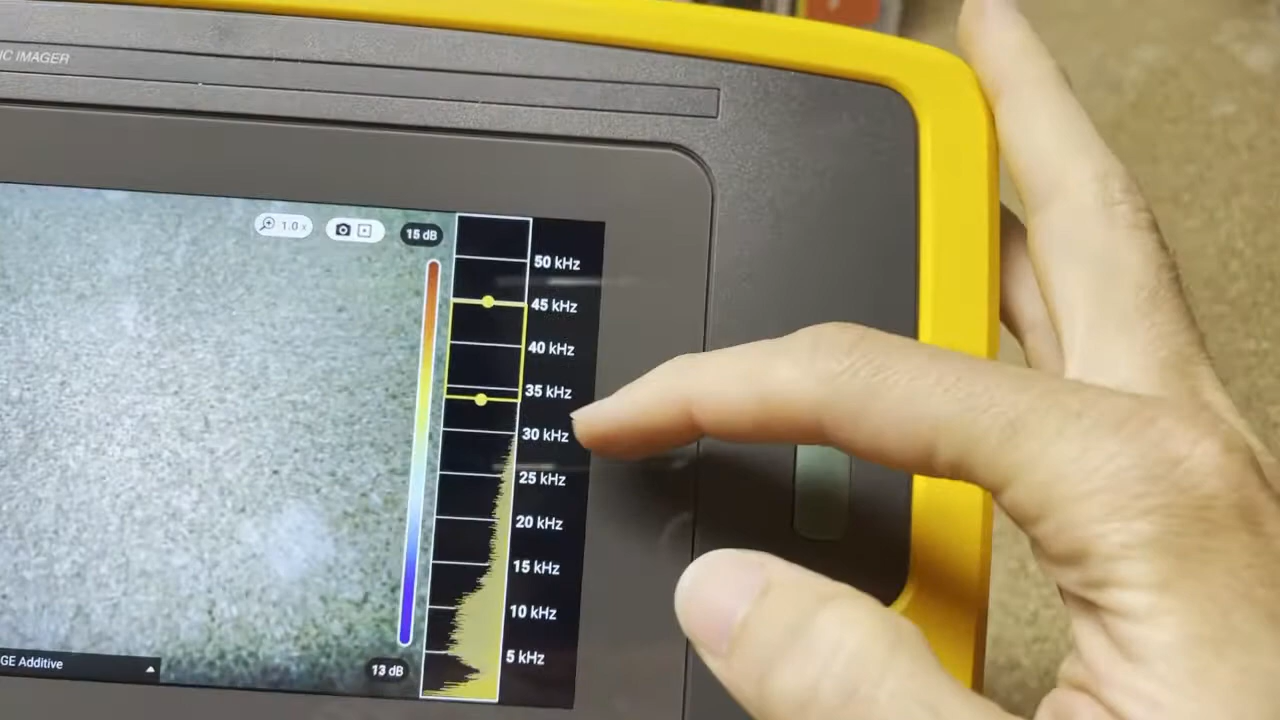 IC IMAGER
1.0 x
15 dB
50 kHz
45 kHz
40 kHz
35 kHz
30 kHz
25 kHz
20 kHz
15 kHz
10 kHz
5 kHz
13 dB
GE Additive